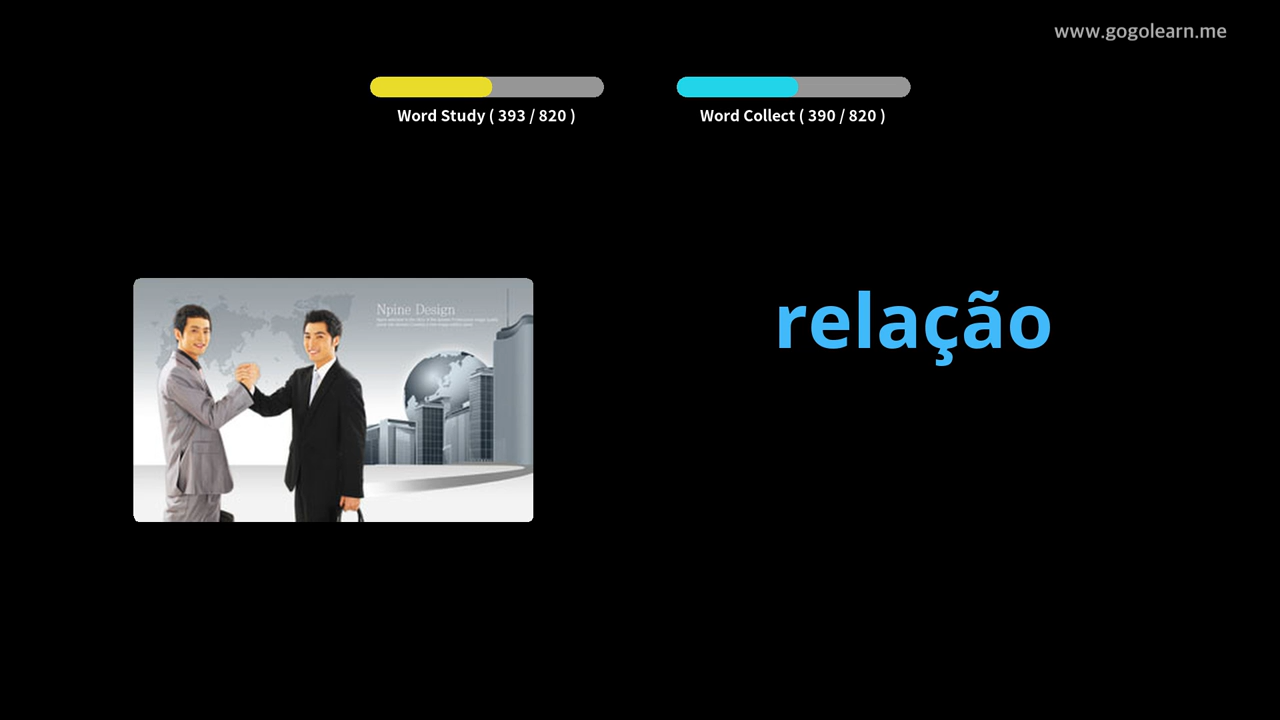 www.gogolearn.me
Word Study ( 393 / 820 )
Word Collect ( 390 / 820 )
Npine Design
relação